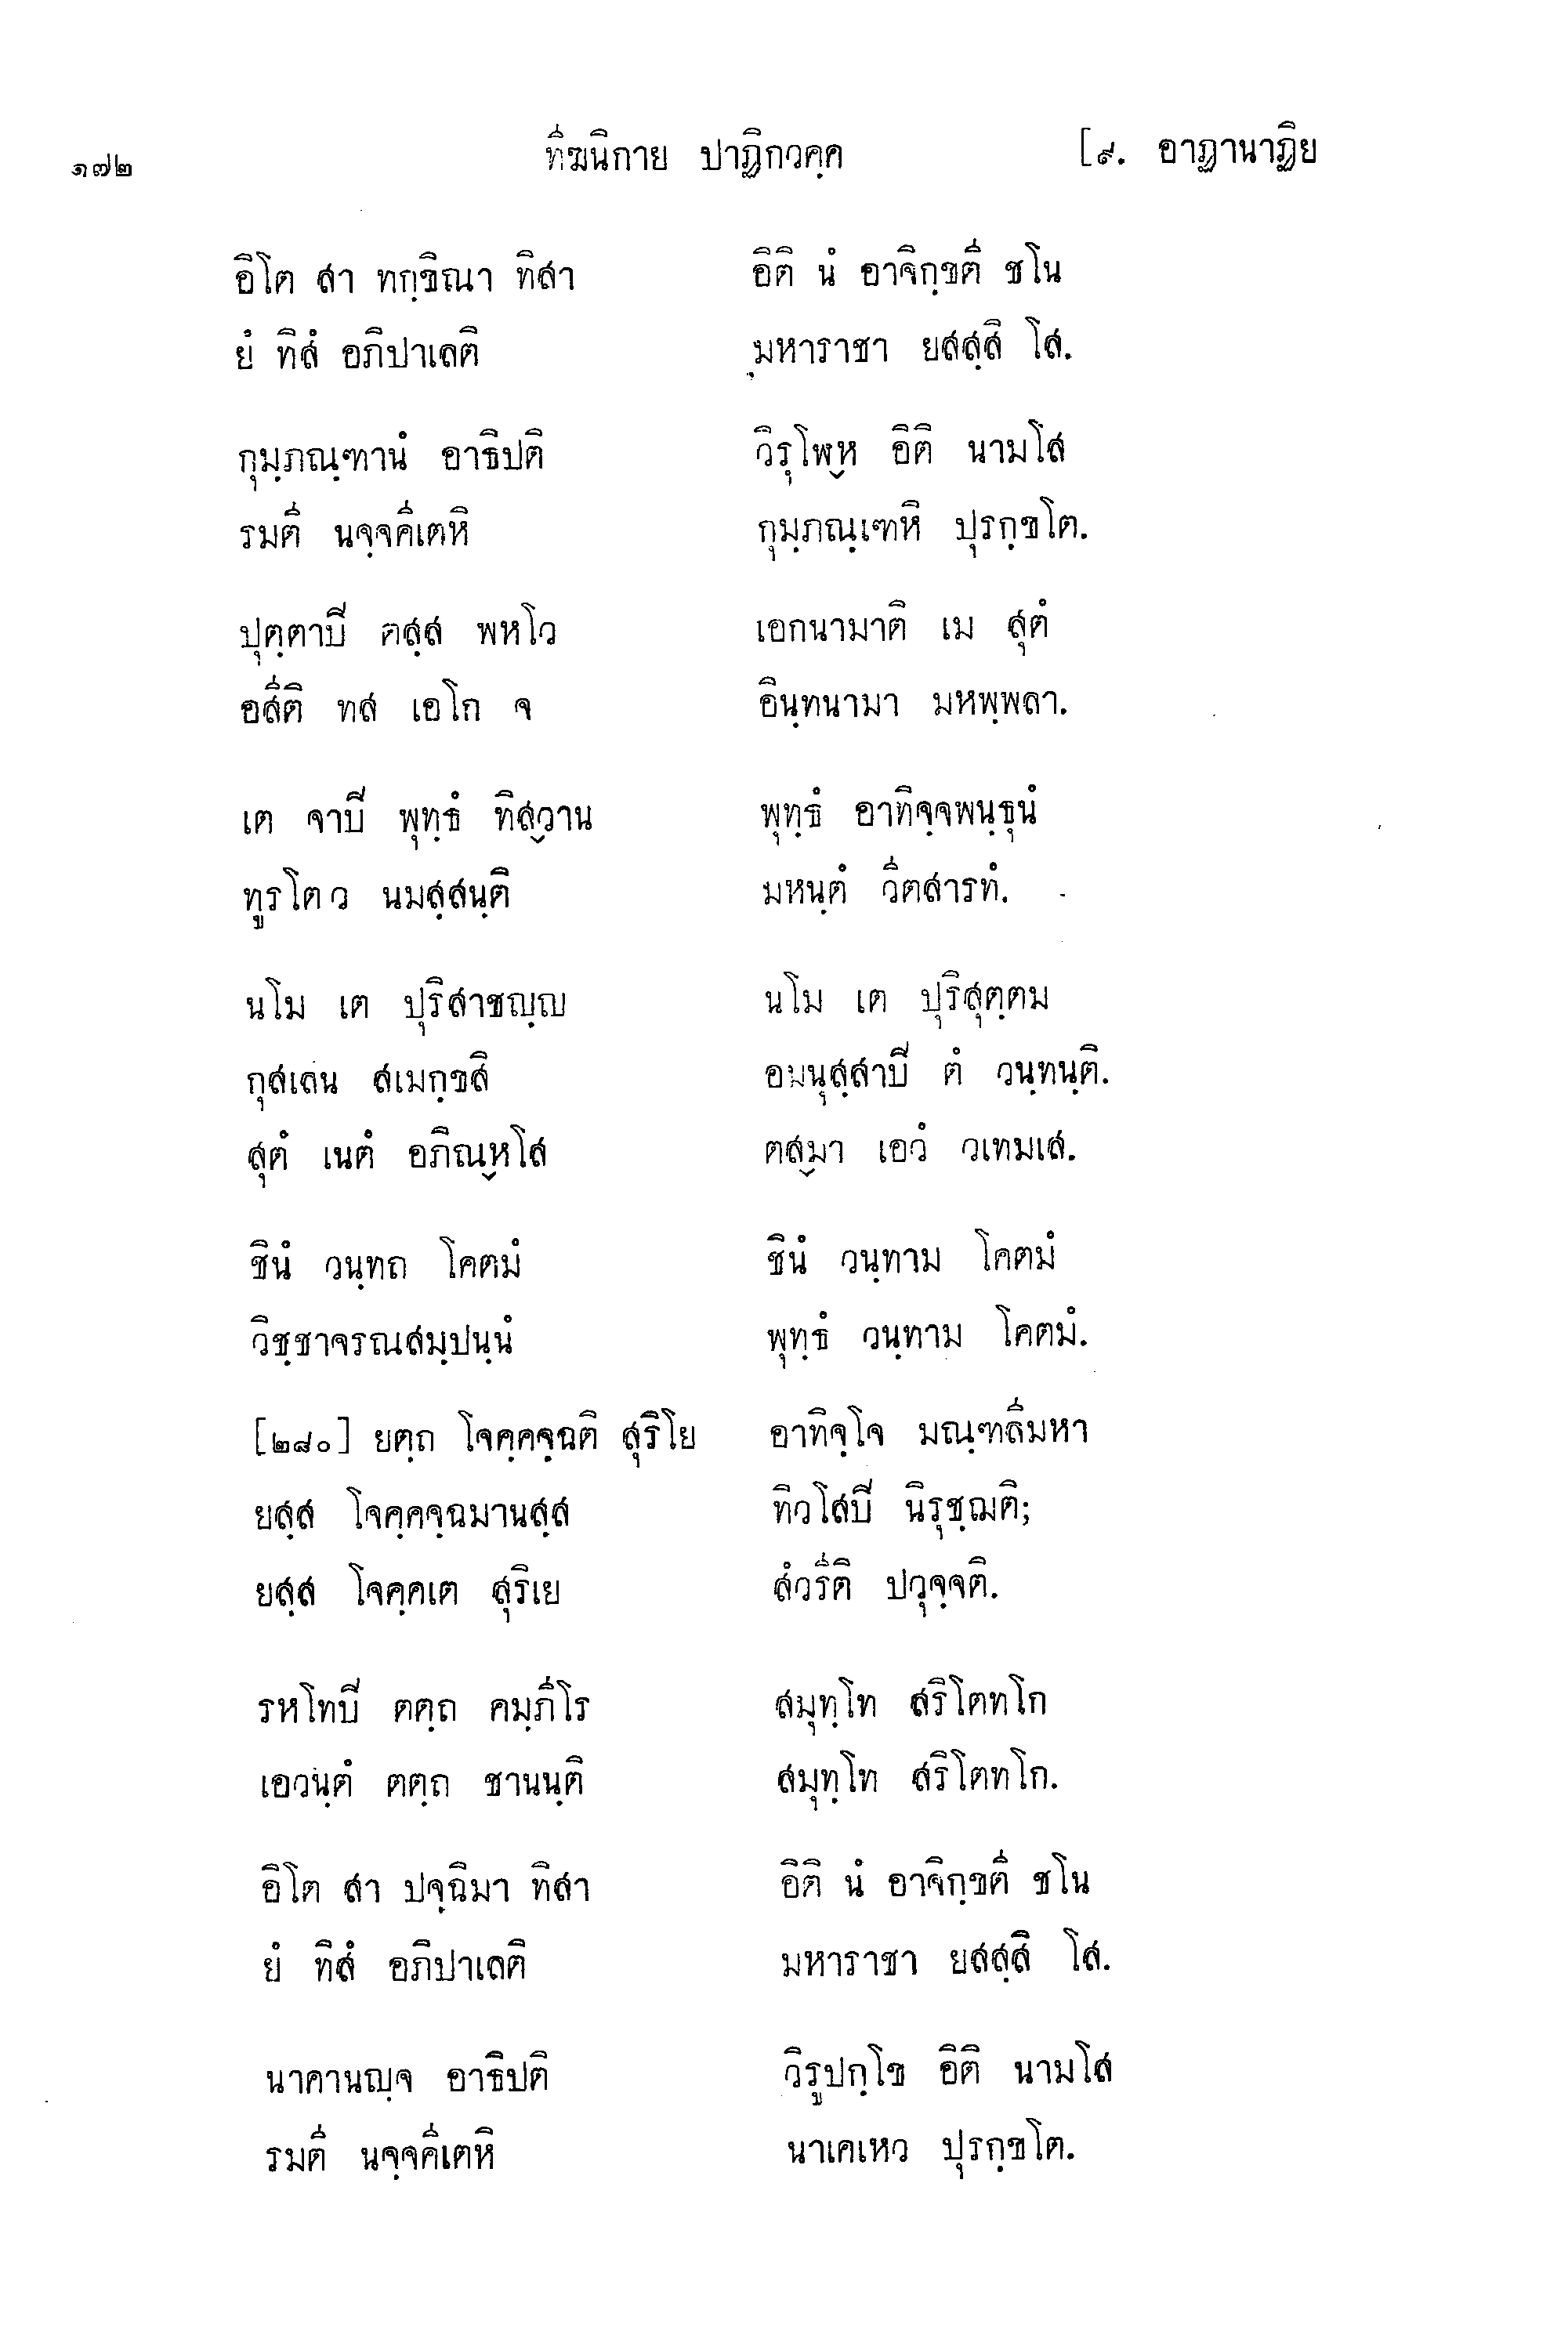 ๑๗๒ ทีฆนิกาย ปาฏิกวคฺค [๙. อาฏานาฏิย
อิโต สา ทกฺขิณา ทิสา อิติ นํ อาจิกฺขตี ชโน
ยํ ทิสํ อภิปาเลติ มหาราชา ยสสฺสิ โส.
กุมฺภณฺฑานํ อาธิปติ วิรุโฬฺห อิติ นามโส
รมตี นจฺจคีเตหิ กุมฺภณฺเฑหิ ปุรกฺขโต.
ปุตฺตาปี ตสฺส พหโว เอกนามาติ เม สุตํ
อสีติ ทส เอโก จ อินฺทนามา มหพฺพลา.
เต จาปี พุทฺธํ ทิสฺวาน พุทฺธํ อาทิจฺจพนฺธุนํ
ทูรโตว นมสฺสนฺติ มหนฺตํ วีตสารทํ.
นโม เต ปุริสาชญฺญ นโม เต ปุริสุตฺตม
กุสเลน สเมกฺขสิ อมนุสฺสาปี ตํ วนฺทนฺติ.
สุตํ เนตํ อภิณฺหโส ตสฺมา เอวํ วเทมเส.
ชินํ วนฺทถ โคตมํ ชินํ วนฺทาม โคตมํ
วิชฺชาจรณสมฺปนฺนํ พุทฺธํ วนฺทาม โคตมํ.
[๒๘๐] ยตฺถ โจคฺคจฺฉติ สุริโย อาทิจฺโจ มณฺฑลีมหา
ยสฺส โจคฺคจฺฉมานสฺส ทิวโสปี นิรุชฺฌติ;
ยสฺส โจคฺคเต สุริเย สํวรีติ ปวุจฺจติ.
รหโทปี ตตฺถ คมฺภีโร สมุทฺโท สริโตทโก
เอวนฺตํ ตตฺถ ชานนฺติ สมุทฺโท สริโตทโก.
อิโต สา ปจฺฉิมา ทิสา อิติ นํ อาจิกฺขตี ชโน
ยํ ทิสํ อภิปาเลติ มหาราชา ยสสฺสิ โส.
นาคานญฺจ อาธิปติ วิรูปกฺโข อิติ นามโส
รมตี นจฺจคีเตหิ นาเคเหว ปุรกฺขโต.